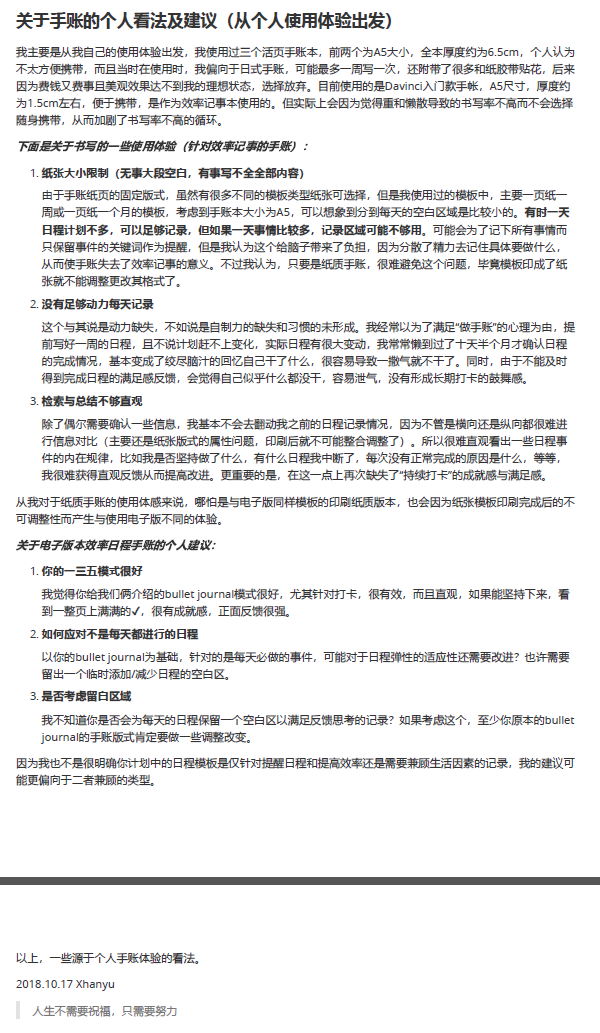 关于手账的个人看法及建议（从个人使用体验出发）
我主要是从我自己的使用体验出发，我使用过三个活页手账本，前两个为A5大小，全本厚度约为6.5cm，个人认为
不太方便携带，而且当时在使用时，我偏向于日式手账，可能最多一周写一次，还附带了很多和纸胶带贴花，后来
因为费钱又费事且美观效果达不到我的理想状态，选择放弃。目前使用的是Davinci入门款手帐，A5尺寸，厚度约
为1.5cm左右，便于携带，是作为效率记事本使用的。但实际上会因为觉得重和懒散导致的书写率不高而不会选择
随身携带，从而加剧了书写率不高的循环。
下面是关于书写的一些使用体验（针对效率记事的手账）：
1. 纸张大小限制（无事大段空白，有事写不全全部内容）
由于手账纸页的固定版式，虽然有很多不同的模板类型纸张可选择，但是我使用过的模板中，主要一页纸一
周或一页纸一个月的模板，考虑到手账本大小为A5，可以想象到分到每天的空白区域是比较小的。有时一天
日程计划不多，可以足够记录，但如果一天事情比较多，记录区域可能不够用。可能会为了记下所有事情而
只保留事件的关键词作为提醒，但是我认为这个给脑子带来了负担，因为分散了精力去记住具体要做什么，
从而使手账失去了效率记事的意义。不过我认为，只要是纸质手账，很难避免这个问题，毕竟模板印成了纸
张就不能调整更改其格式了。
2. 没有足够动力每天记录
这个与其说是动力缺失，不如说是自制力的缺失和习惯的未形成。我经常以为了满足“做手账”的心理为由，提
前写好一周的日程，且不说计划赶不上变化，实际日程有很大变动，我常常懒到过了十天半个月才确认日程
的完成情况，基本变成了绞尽脑汁的回忆自己干了什么，很容易导致一撒气就不干了。同时，由于不能及时
得到完成日程的满足感反馈，会觉得自己似乎什么都没干，容易泄气，没有形成长期打卡的鼓舞感。
3. 检索与总结不够直观
除了偶尔需要确认一些信息，我基本不会去翻动我之前的日程记录情况，因为不管是横向还是纵向都很难进
行信息对比（主要还是纸张版式的属性问题，印刷后就不可能整合调整了）。所以很难直观看出一些日程事
件的内在规律，比如我是否坚持做了什么，有什么日程我中断了，每次没有正常完成的原因是什么，等等，
我很难获得直观反馈从而提高改进。更重要的是，在这一点上再次缺失了“持续打卡”的成就感与满足感。
从我对于纸质手账的使用体感来说，哪怕是与电子版同样模板的印刷纸质版本，也会因为纸张模板印刷完成后的不
可调整性而产生与使用电子版不同的体验。
关于电子版本效率日程手账的个人建议：
1. 你的一三五模式很好
我觉得你给我们俩介绍的bullet journal模式很好，尤其针对打卡，很有效，而且直观，如果能坚持下来，看
到一整页上满满的✓，很有成就感，正面反馈很强。
2. 如何应对不是每天都进行的日程
以你的bullet journal为基础，针对的是每天必做的事件，可能对于日程弹性的适应性还需要改进？也许需要
留出一个临时添加/减少日程的空白区。
3. 是否考虑留白区域
我不知道你是否会为每天的日程保留一个空白区以满足反馈思考的记录？如果考虑这个，至少你原本的bullet
journal的手账版式肯定要做一些调整改变。
因为我也不是很明确你计划中的日程模板是仅针对提醒日程和提高效率还是需要兼顾生活因素的记录，我的建议可
能更偏向于二者兼顾的类型。
以上，一些源于个人手账体验的看法。
2018.10.17 Xhanyu
人生不需要祝福，只需要努力